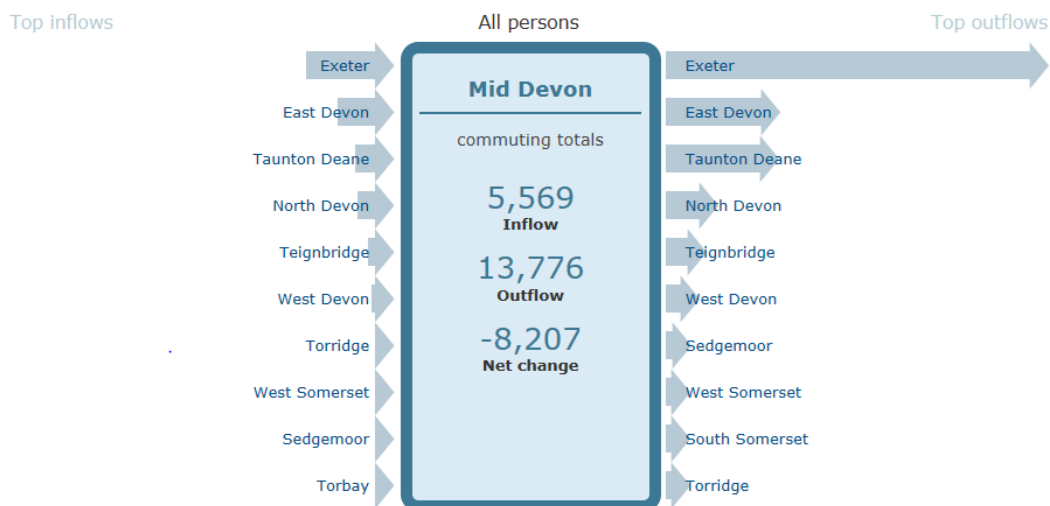 Top inflows
All persons
Top outflows
Exeter
East Devon
Taunton Deane
North Devon
Teignbridge
West Devon
Torridge
West Somerset
Sedgemoor
Torbay
Mid Devon
commuting totals
5,569
Inflow
13,776
Outflow
-8,207
Net change
Exeter
East Devon
Taunton Deane
North Devon
Teignbridge
West Devon
Sedgemoor
West Somerset
South Somerset
Torridge